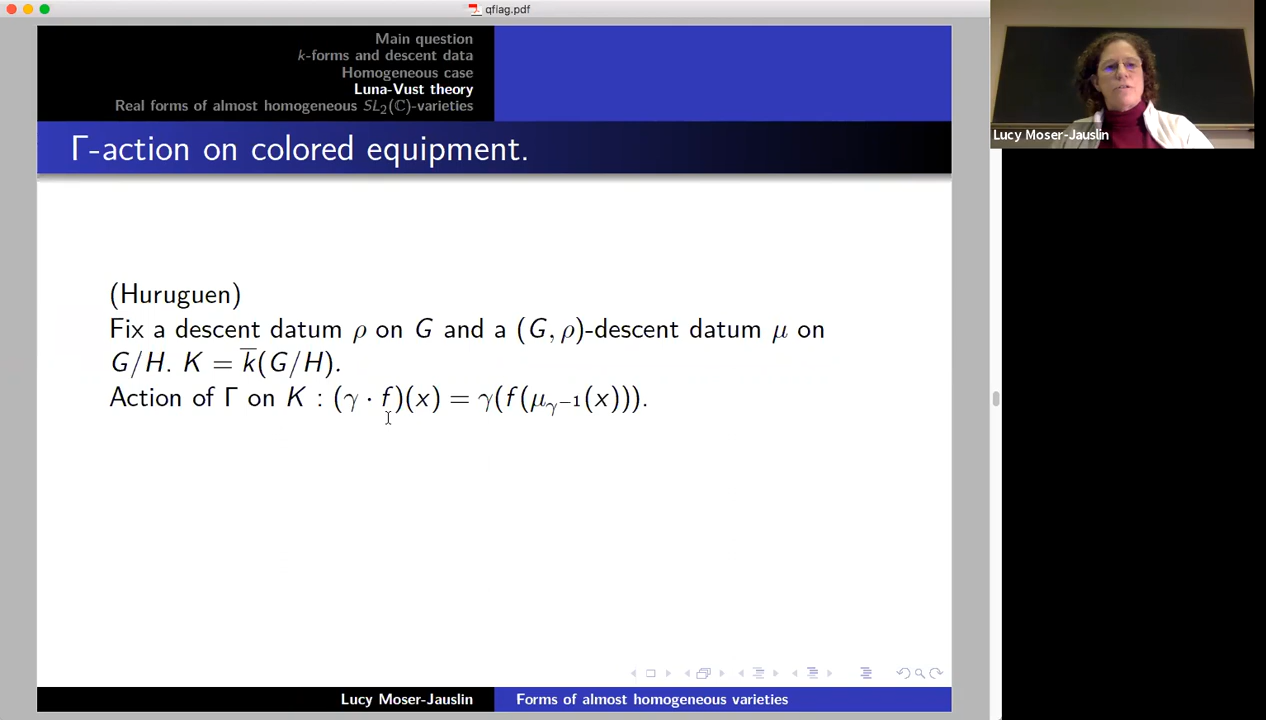 qflag.pdf
Main question
k-forms and descent data
Homogeneous case
Luna-Vust theory
Real forms of almost homogeneous SL₂(ℂ)-varieties
Γ-action on colored equipment.
Lucy Moser-Jauslin
(Huruguen)
Fix a descent datum ρ on G and a (G, ρ)-descent datum μ on
G/H. K = k̅(G/H).
Action of Γ on K : (γ · f)(x) = γ(f(μ_{γ⁻¹}(x))).
Lucy Moser-Jauslin
Forms of almost homogeneous varieties